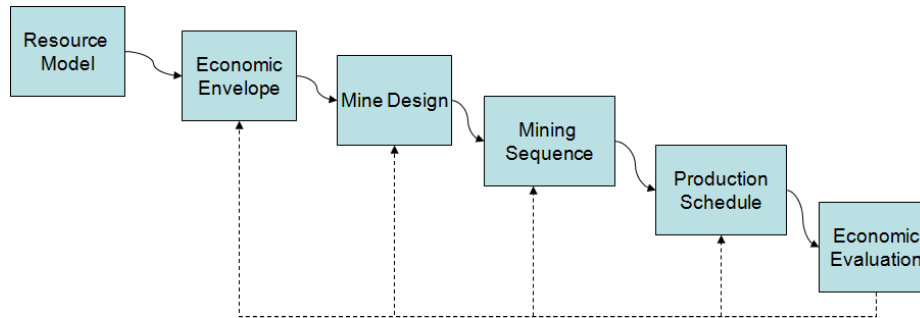 Resource
Model
Economic
Envelope
Mine Design
Mining
Sequence
Production
Schedule
Economic
Evaluation